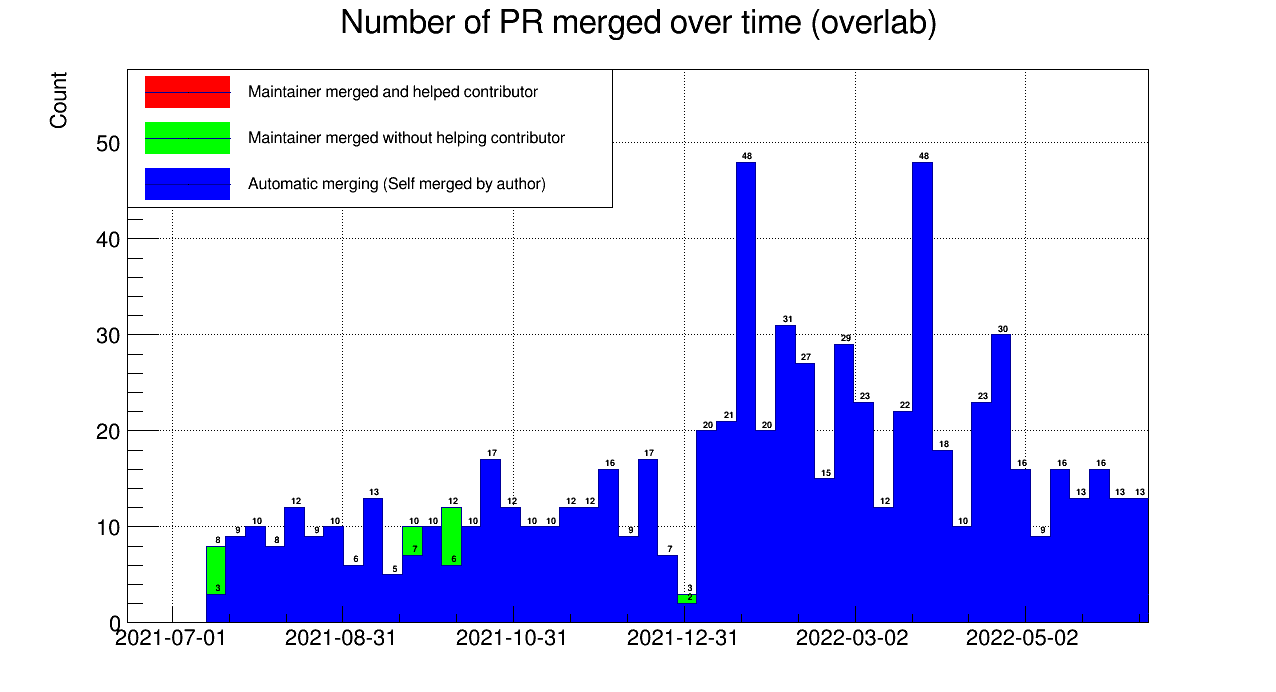 Number of PR merged over time (overlab)
Count
Maintainer merged and helped contributor
Maintainer merged without helping contributor
Automatic merging (Self merged by author)
50
40
30
20
10
0
8 3 9 10 8 12 9 10 6 13 5 10 7 10 12 6 10 17 12 10 10 12 12 16 9 17 7 3 2 20 21 48 20 31 27 15 29 23 12 22 48 18 10 23 30 16 9 16 13 16 13 13
2021-07-01 2021-08-31 2021-10-31 2021-12-31 2022-03-02 2022-05-02